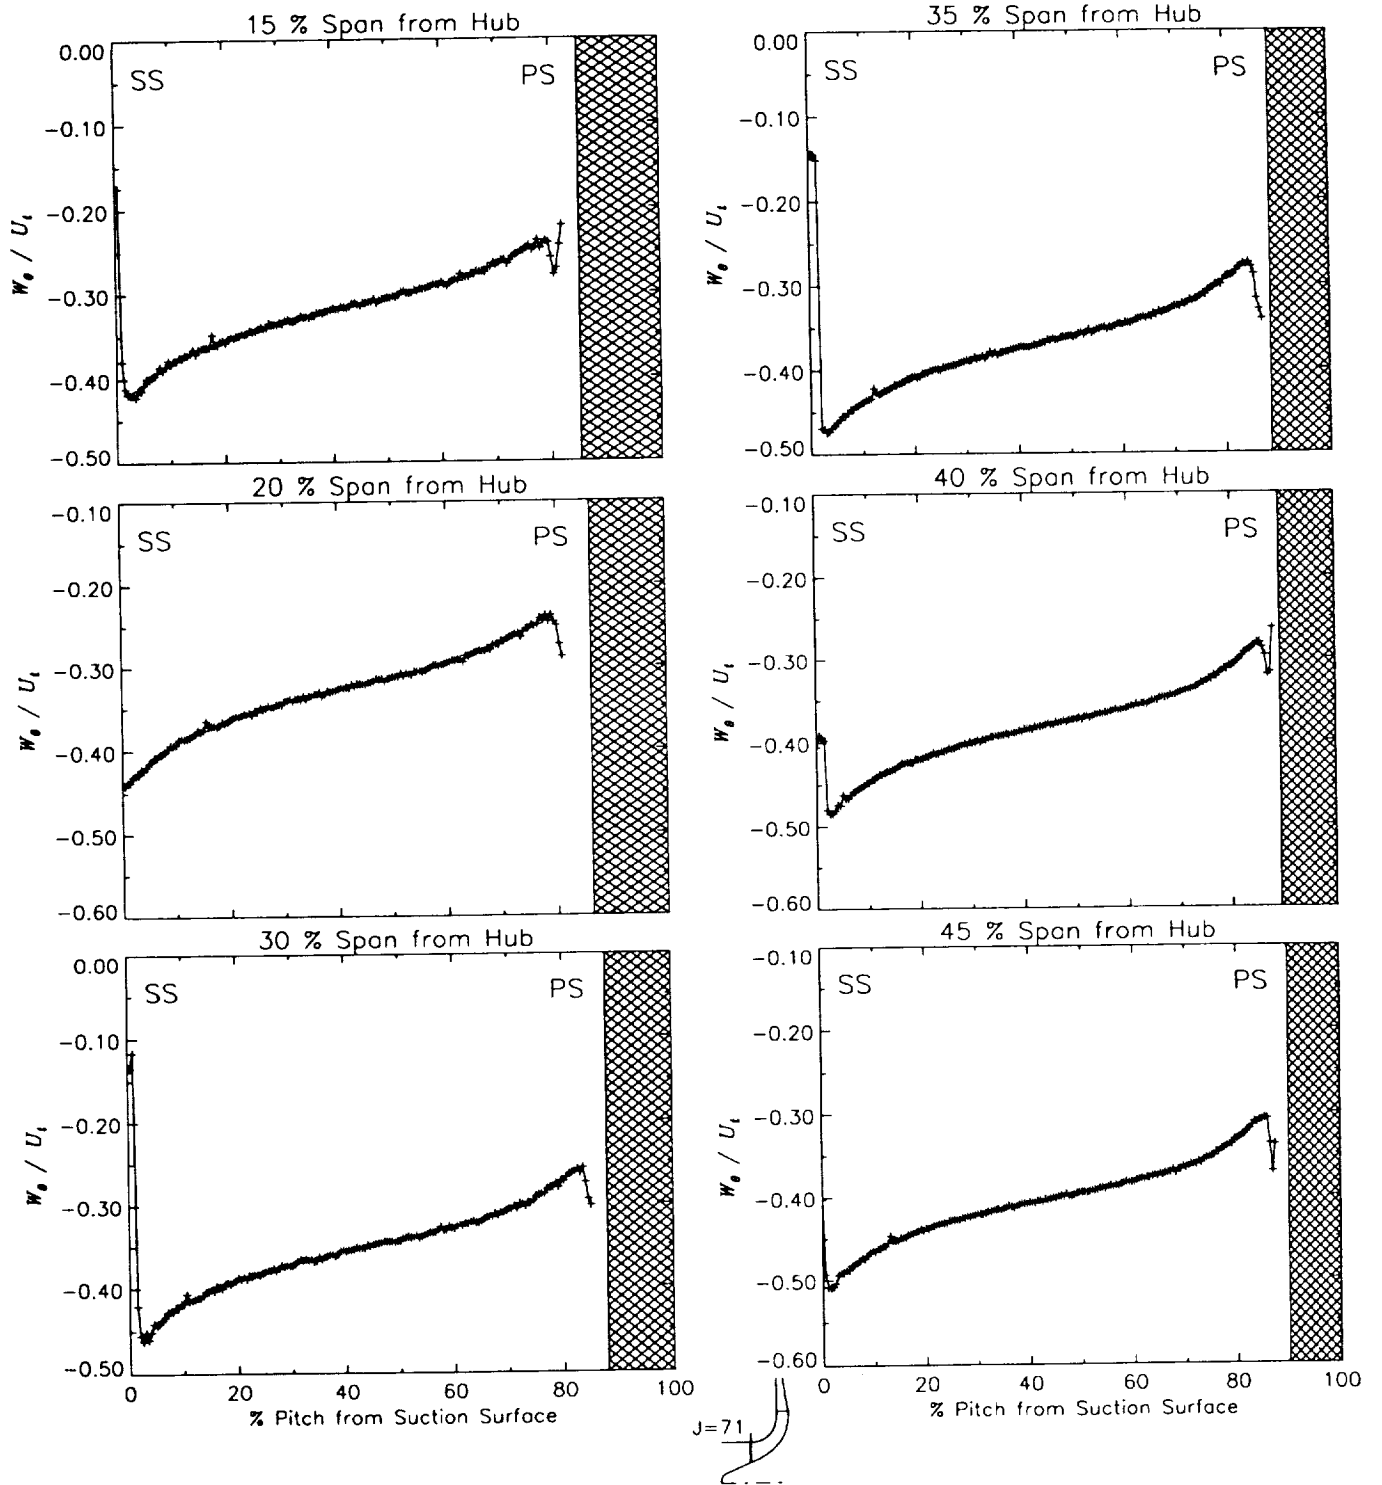 15 % Span from Hub
0.00
SS
PS
−0.10
−0.20
−0.30
−0.40
−0.50
W_θ / U_t
20 % Span from Hub
−0.10
SS
PS
−0.20
−0.30
−0.40
−0.50
−0.60
W_θ / U_t
30 % Span from Hub
0.00
SS
PS
−0.10
−0.20
−0.30
−0.40
−0.50
W_θ / U_t
0 20 40 60 80 100
% Pitch from Suction Surface
35 % Span from Hub
0.00
SS
PS
−0.10
−0.20
−0.30
−0.40
−0.50
W_θ / U_t
40 % Span from Hub
−0.10
SS
PS
−0.20
−0.30
−0.40
−0.50
−0.60
W_θ / U_t
45 % Span from Hub
−0.10
SS
PS
−0.20
−0.30
−0.40
−0.50
−0.60
W_θ / U_t
0 20 40 60 80 100
% Pitch from Suction Surface
J=71